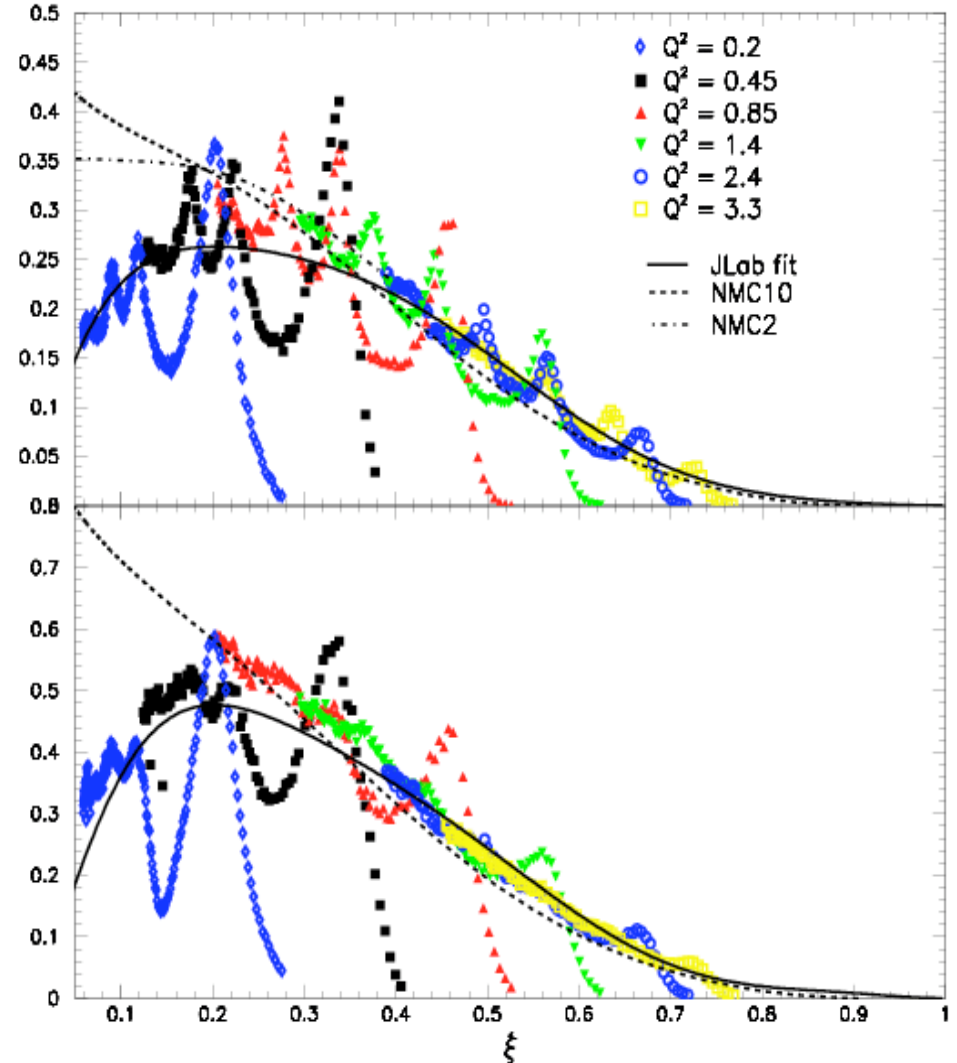 0.5
0.45
0.4
0.35
0.3
0.25
0.2
0.15
0.1
0.05
0.8
Q² = 0.2
Q² = 0.45
Q² = 0.85
Q² = 1.4
Q² = 2.4
Q² = 3.3
JLab fit
NMC10
NMC2
0.7
0.6
0.5
0.4
0.3
0.2
0.1
0
0.1 0.2 0.3 0.4 0.5 0.6 0.7 0.8 0.9 1
ξ